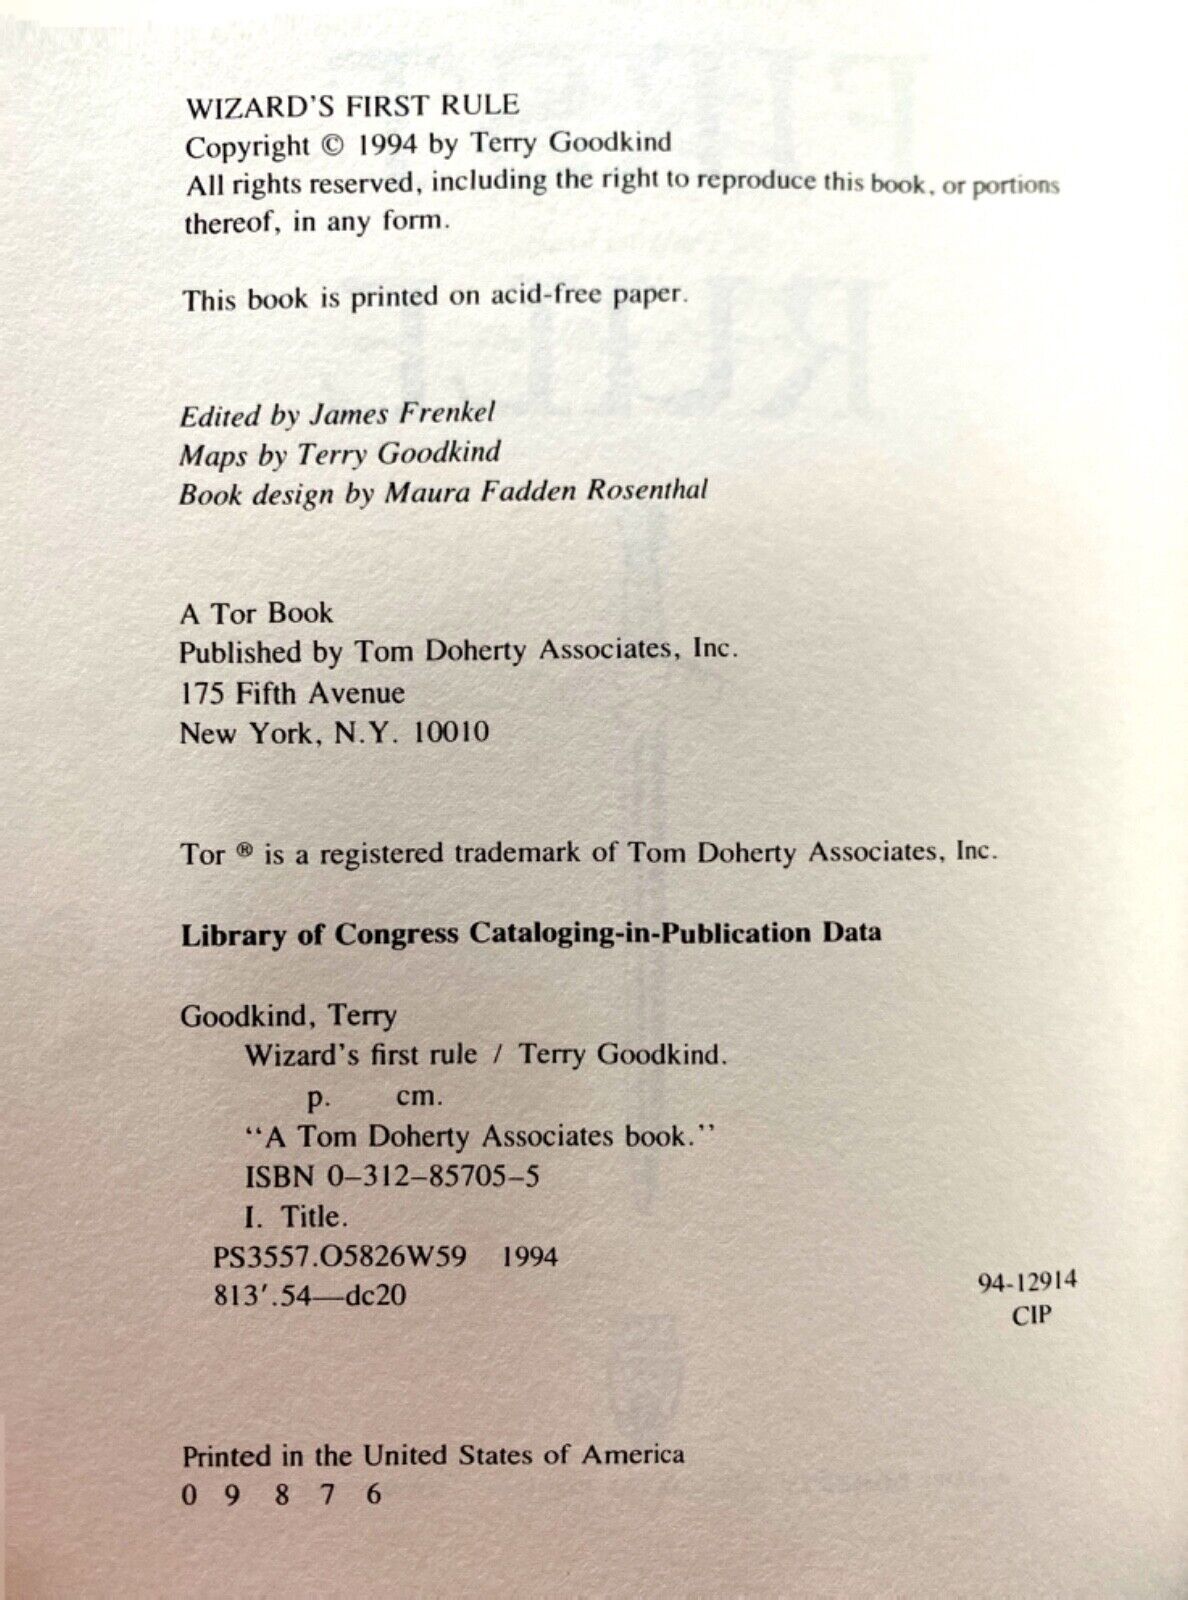 WIZARD'S FIRST RULE
Copyright © 1994 by Terry Goodkind
All rights reserved, including the right to reproduce this book, or portions
thereof, in any form.
This book is printed on acid-free paper.
Edited by James Frenkel
Maps by Terry Goodkind
Book design by Maura Fadden Rosenthal
A Tor Book
Published by Tom Doherty Associates, Inc.
175 Fifth Avenue
New York, N.Y. 10010
Tor ® is a registered trademark of Tom Doherty Associates, Inc.
Library of Congress Cataloging-in-Publication Data
Goodkind, Terry
Wizard's first rule / Terry Goodkind.
p. cm.
"A Tom Doherty Associates book."
ISBN 0–312–85705–5
I. Title.
PS3557.O5826W59 1994
813'.54—dc20
94-12914
CIP
Printed in the United States of America
0 9 8 7 6